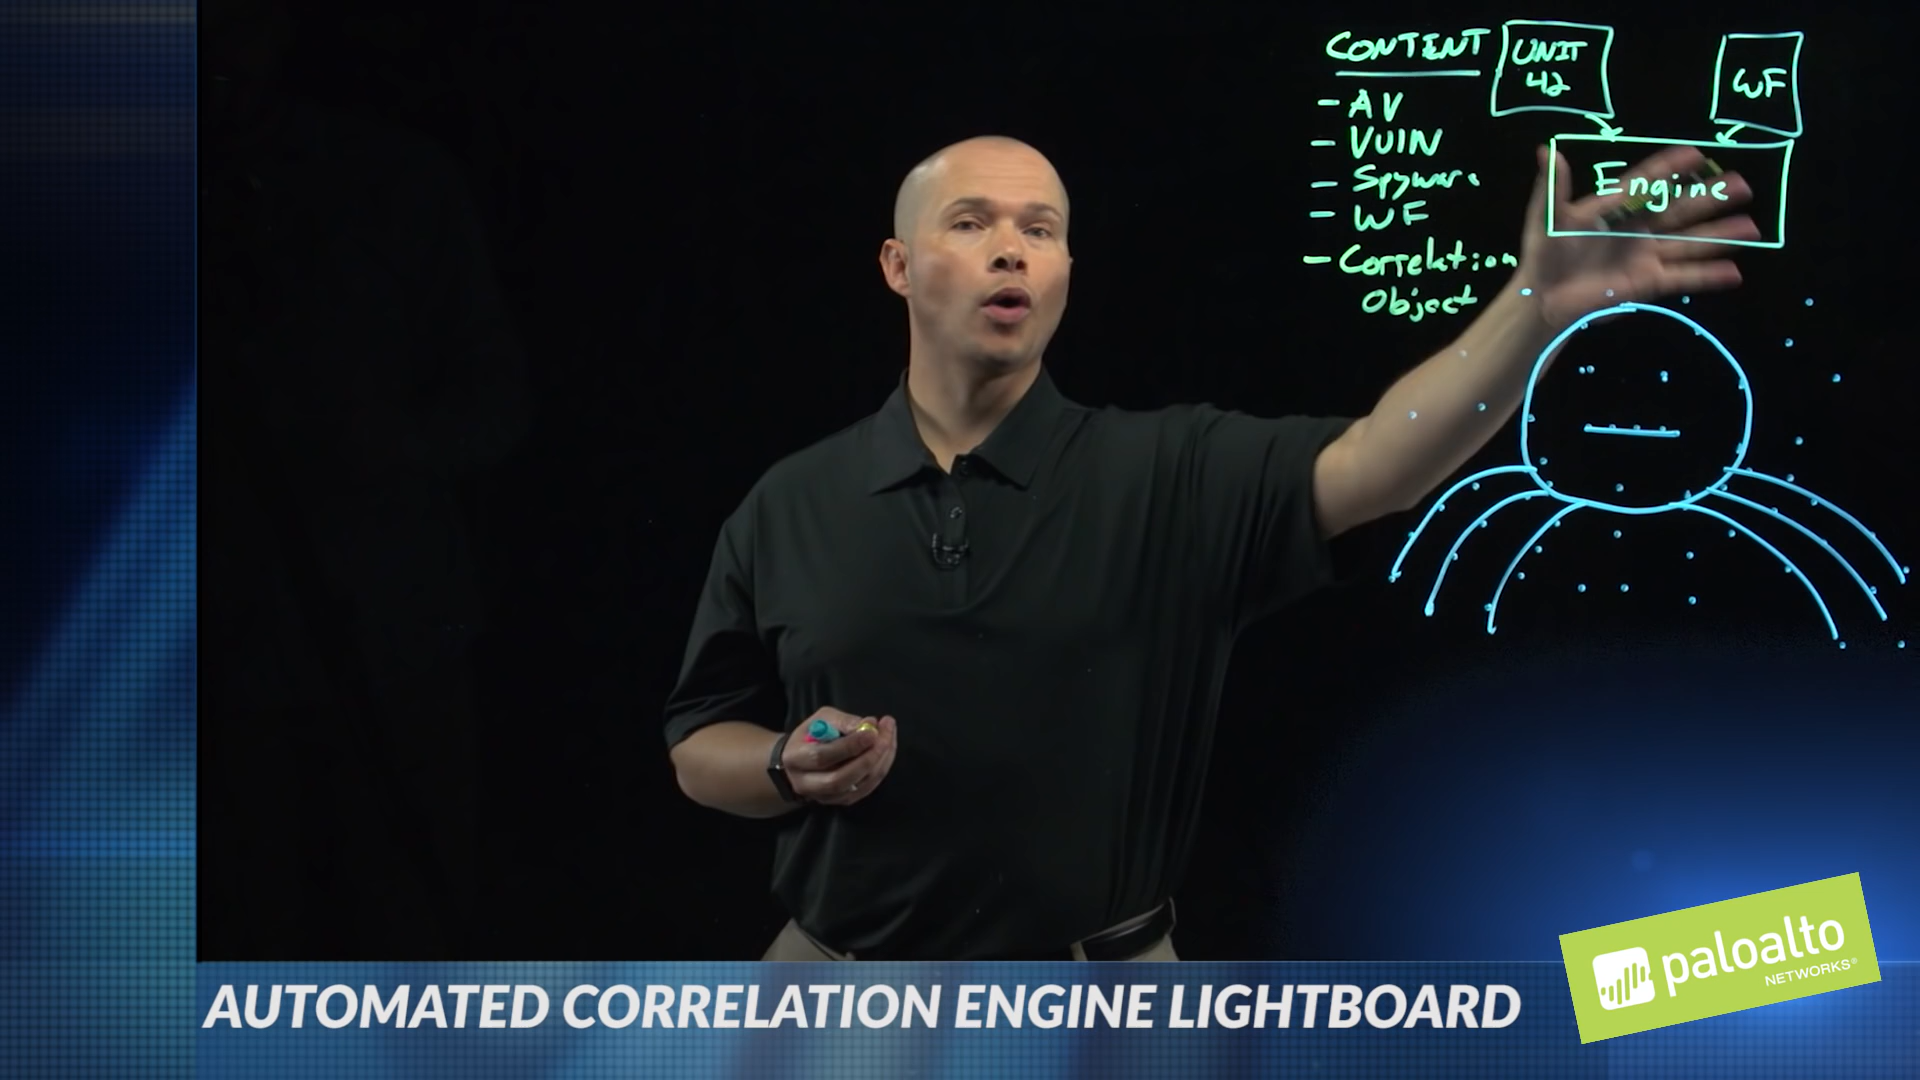 CONTENT
- AV
- VUlN
- Spyware
- WF
- Correlation
Object
UNIT
42
WF
Engine
AUTOMATED CORRELATION ENGINE LIGHTBOARD
paloalto
NETWORKS®